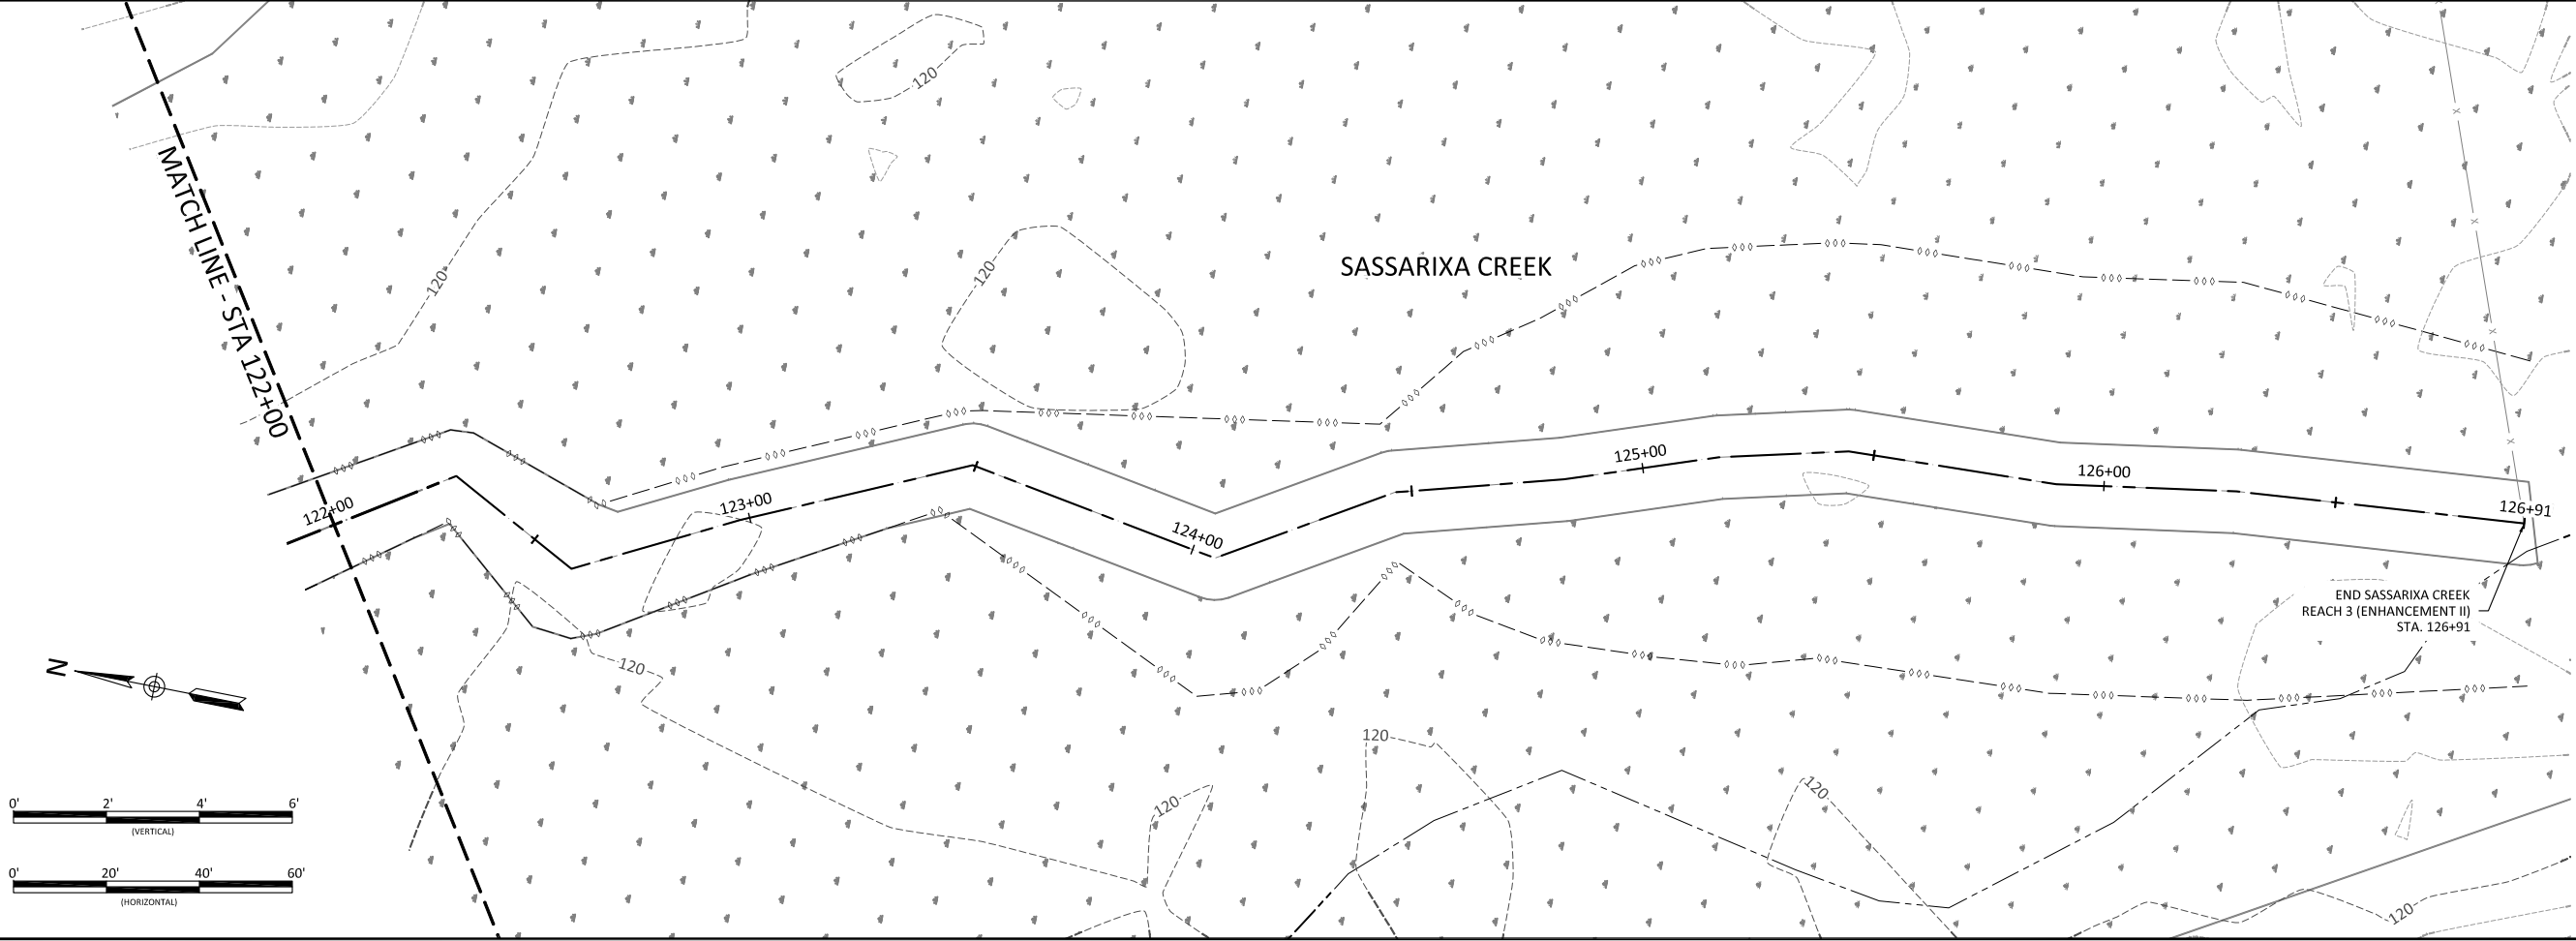 120
MATCH LINE - STA 122+00
120
120
SASSARIXA CREEK
122+00
123+00
124+00
125+00
126+00
126+91
END SASSARIXA CREEK
REACH 3 (ENHANCEMENT II)
STA. 126+91
120
N
120
120
120
120
0' 2' 4' 6'
(VERTICAL)
0' 20' 40' 60'
(HORIZONTAL)